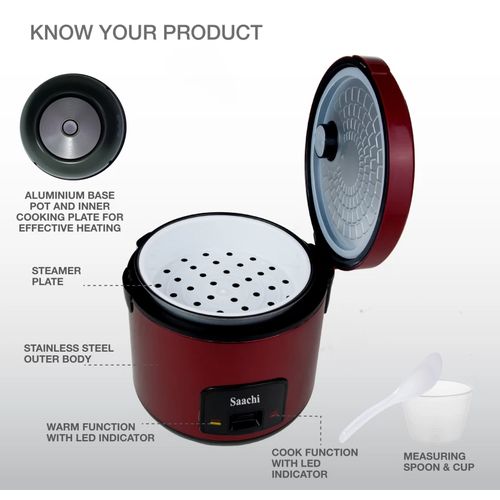 KNOW YOUR PRODUCT
ALUMINIUM BASE
POT AND INNER
COOKING PLATE FOR
EFFECTIVE HEATING
STEAMER
PLATE
STAINLESS STEEL
OUTER BODY
Saachi
WARM FUNCTION
WITH LED INDICATOR
COOK FUNCTION
WITH LED
INDICATOR
MEASURING
SPOON & CUP